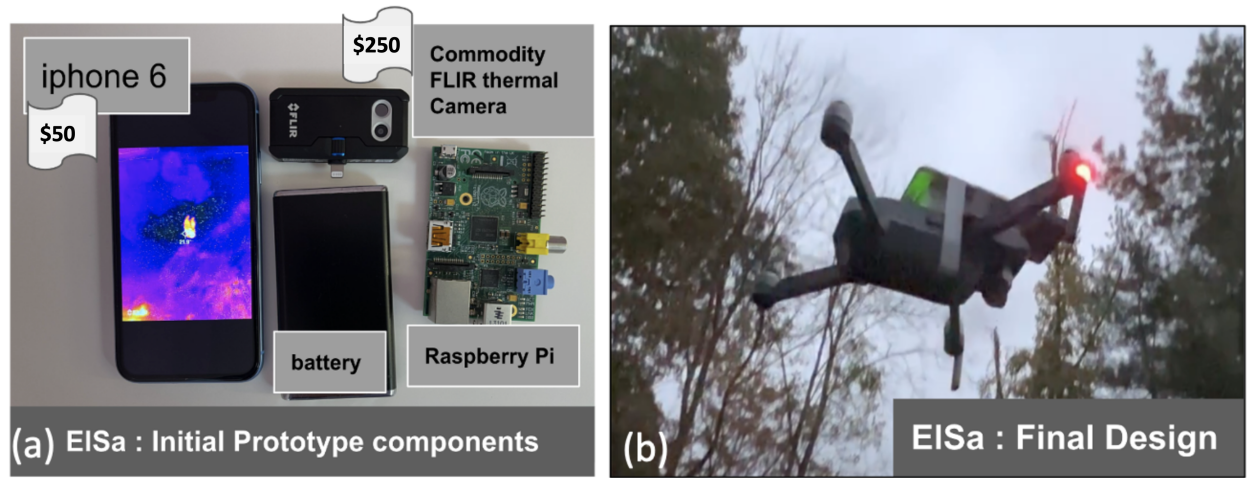 iphone 6
$50
$250
Commodity
FLIR thermal
Camera
FLIR
battery
Raspberry Pi
(a) ElSa : Initial Prototype components
(b)
ElSa : Final Design